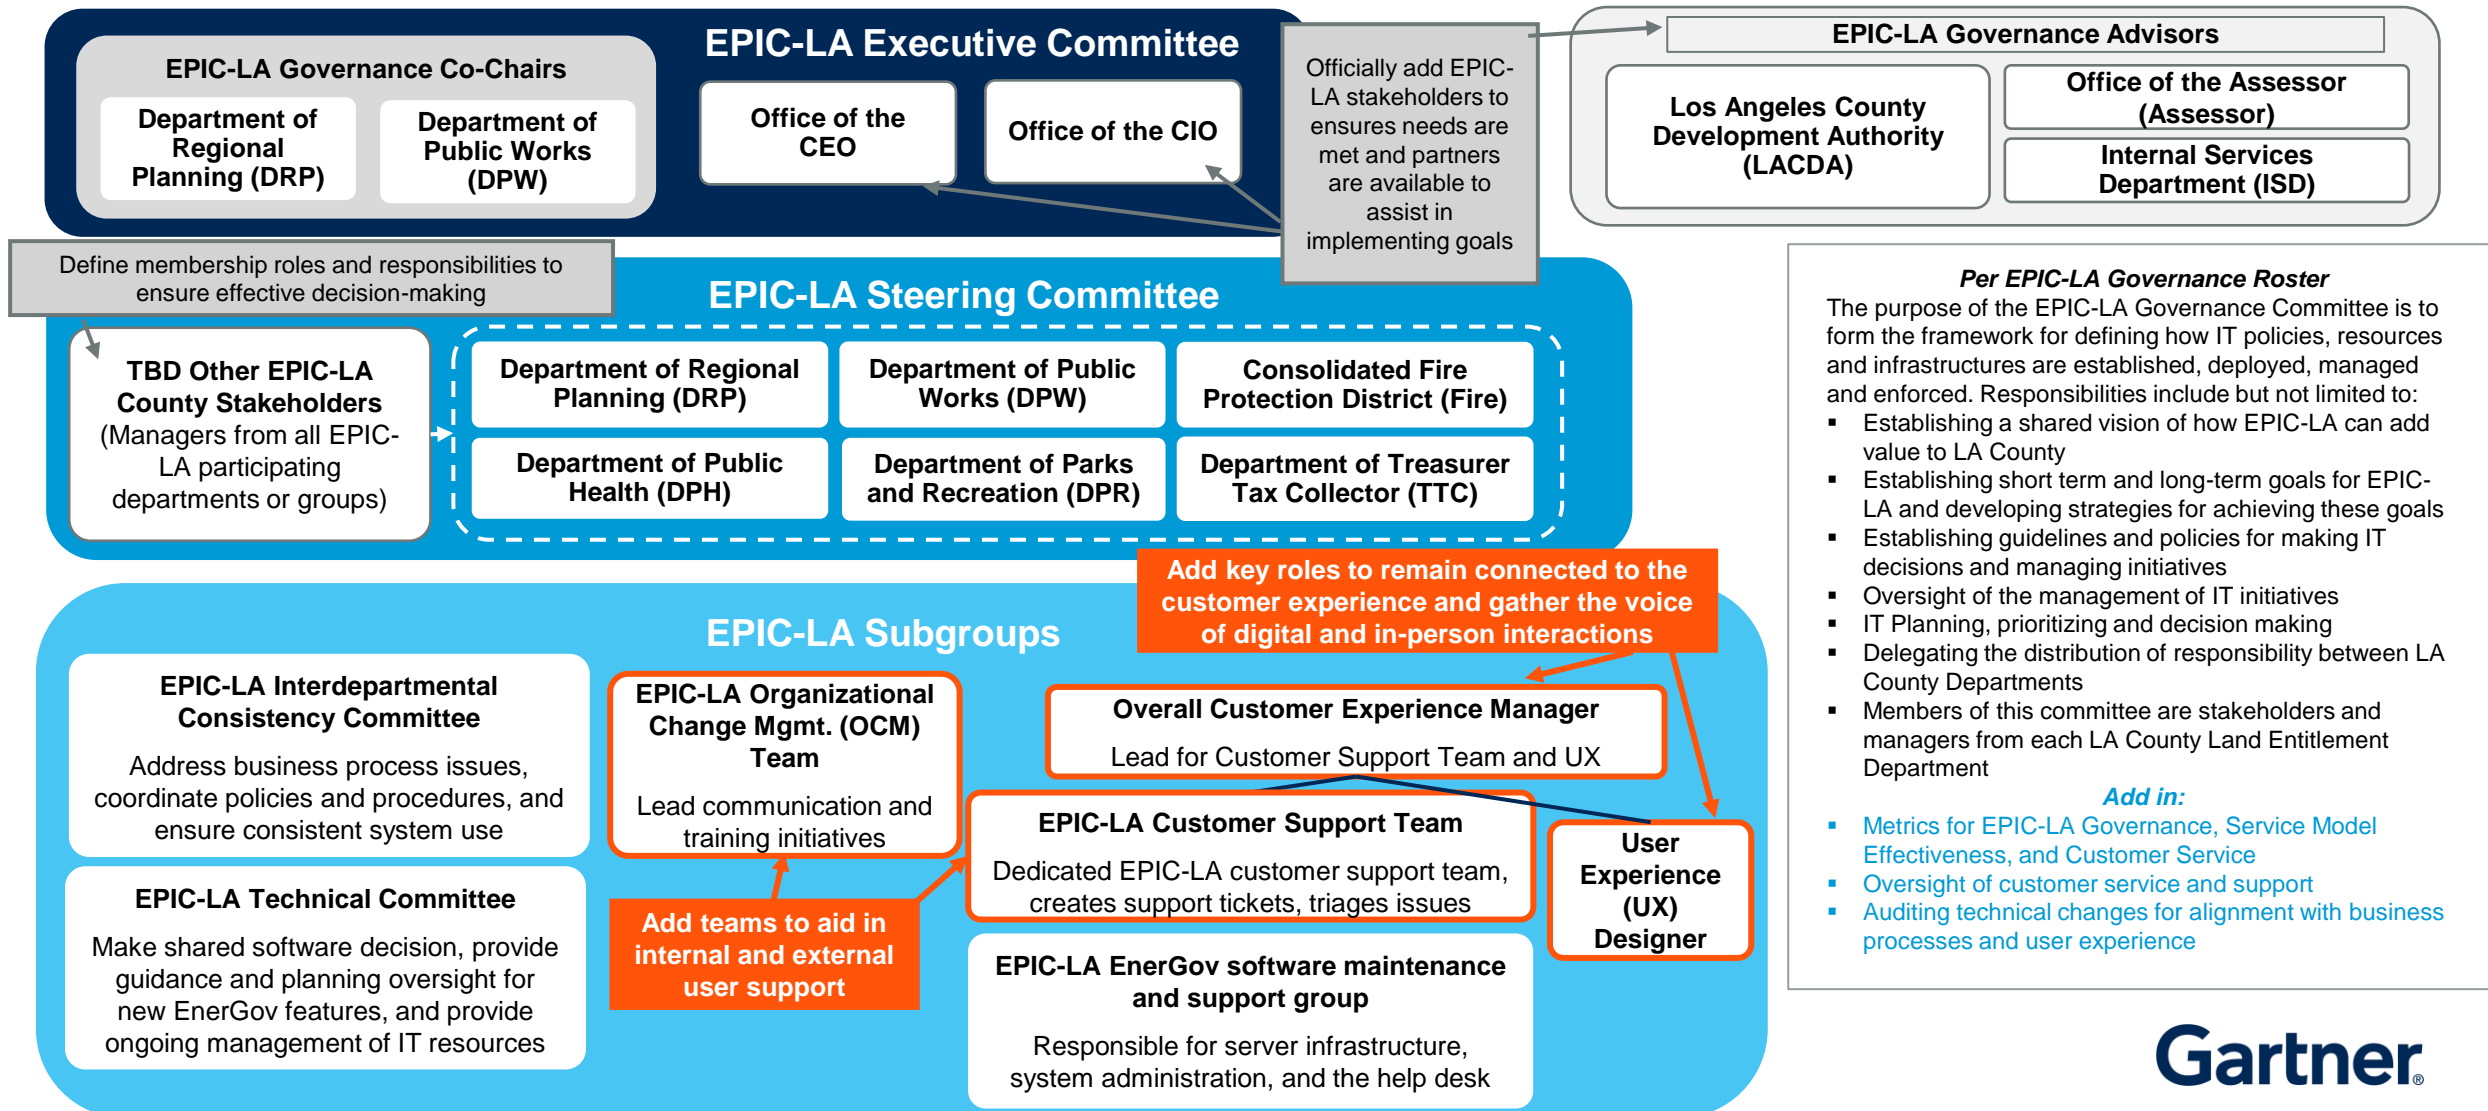 EPIC-LA Executive Committee
EPIC-LA Governance Co-Chairs
Department of
Regional
Planning (DRP)
Department of
Public Works
(DPW)
Office of the
CEO
Office of the CIO
Officially add EPIC-
LA stakeholders to
ensures needs are
met and partners
are available to
assist in
implementing goals
EPIC-LA Governance Advisors
Los Angeles County
Development Authority
(LACDA)
Office of the Assessor
(Assessor)
Internal Services
Department (ISD)
Define membership roles and responsibilities to
ensure effective decision-making
EPIC-LA Steering Committee
TBD Other EPIC-LA
County Stakeholders
(Managers from all EPIC-
LA participating
departments or groups)
Department of Regional
Planning (DRP)
Department of Public
Works (DPW)
Consolidated Fire
Protection District (Fire)
Department of Public
Health (DPH)
Department of Parks
and Recreation (DPR)
Department of Treasurer
Tax Collector (TTC)
Per EPIC-LA Governance Roster
The purpose of the EPIC-LA Governance Committee is to
form the framework for defining how IT policies, resources
and infrastructures are established, deployed, managed
and enforced. Responsibilities include but not limited to:
▪ Establishing a shared vision of how EPIC-LA can add
value to LA County
▪ Establishing short term and long-term goals for EPIC-
LA and developing strategies for achieving these goals
▪ Establishing guidelines and policies for making IT
decisions and managing initiatives
▪ Oversight of the management of IT initiatives
▪ IT Planning, prioritizing and decision making
▪ Delegating the distribution of responsibility between LA
County Departments
▪ Members of this committee are stakeholders and
managers from each LA County Land Entitlement
Department
Add in:
▪ Metrics for EPIC-LA Governance, Service Model
Effectiveness, and Customer Service
▪ Oversight of customer service and support
▪ Auditing technical changes for alignment with business
processes and user experience
Add key roles to remain connected to the
customer experience and gather the voice
of digital and in-person interactions
EPIC-LA Subgroups
EPIC-LA Interdepartmental
Consistency Committee
Address business process issues,
coordinate policies and procedures, and
ensure consistent system use
EPIC-LA Technical Committee
Make shared software decision, provide
guidance and planning oversight for
new EnerGov features, and provide
ongoing management of IT resources
EPIC-LA Organizational
Change Mgmt. (OCM)
Team
Lead communication and
training initiatives
Add teams to aid in
internal and external
user support
Overall Customer Experience Manager
Lead for Customer Support Team and UX
EPIC-LA Customer Support Team
Dedicated EPIC-LA customer support team,
creates support tickets, triages issues
User
Experience
(UX)
Designer
EPIC-LA EnerGov software maintenance
and support group
Responsible for server infrastructure,
system administration, and the help desk
Gartner®